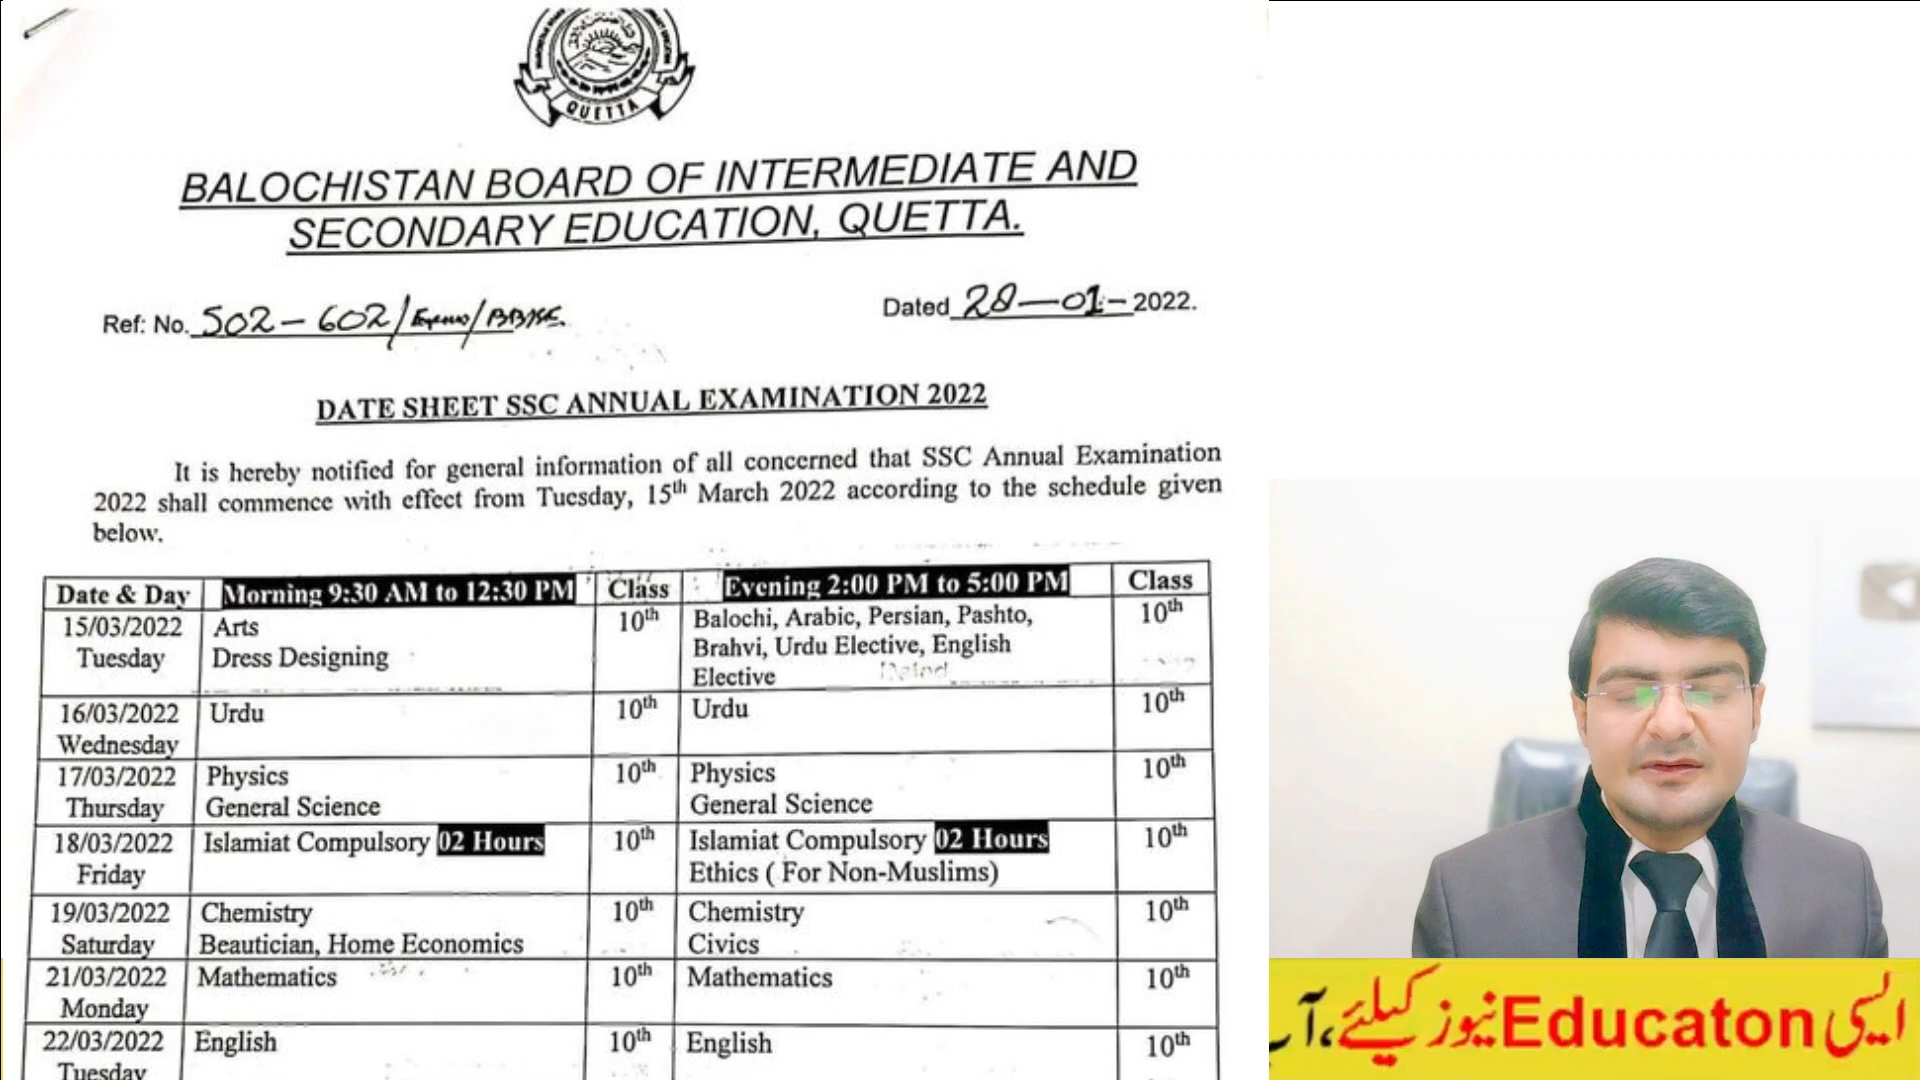 QUETTA
BALOCHISTAN BOARD OF INTERMEDIATE AND
SECONDARY EDUCATION, QUETTA.
Ref: No. 502-602/
Dated 28-01-2022.
DATE SHEET SSC ANNUAL EXAMINATION 2022
It is hereby notified for general information of all concerned that SSC Annual Examination
2022 shall commence with effect from Tuesday, 15th March 2022 according to the schedule given
below.
Date & Day Morning 9:30 AM to 12:30 PM Class Evening 2:00 PM to 5:00 PM Class
15/03/2022 Arts 10th Balochi, Arabic, Persian, Pashto, 10th
Tuesday Dress Designing Brahvi, Urdu Elective, English
Elective
16/03/2022 Urdu 10th Urdu 10th
Wednesday
17/03/2022 Physics 10th Physics 10th
Thursday General Science General Science
18/03/2022 Islamiat Compulsory 02 Hours 10th Islamiat Compulsory 02 Hours 10th
Friday Ethics ( For Non-Muslims)
19/03/2022 Chemistry 10th Chemistry 10th
Saturday Beautician, Home Economics Civics
21/03/2022 Mathematics 10th Mathematics 10th
Monday
22/03/2022 English 10th English 10th
Tuesday
ایسی Educaton نیوز کیلئے، آپ